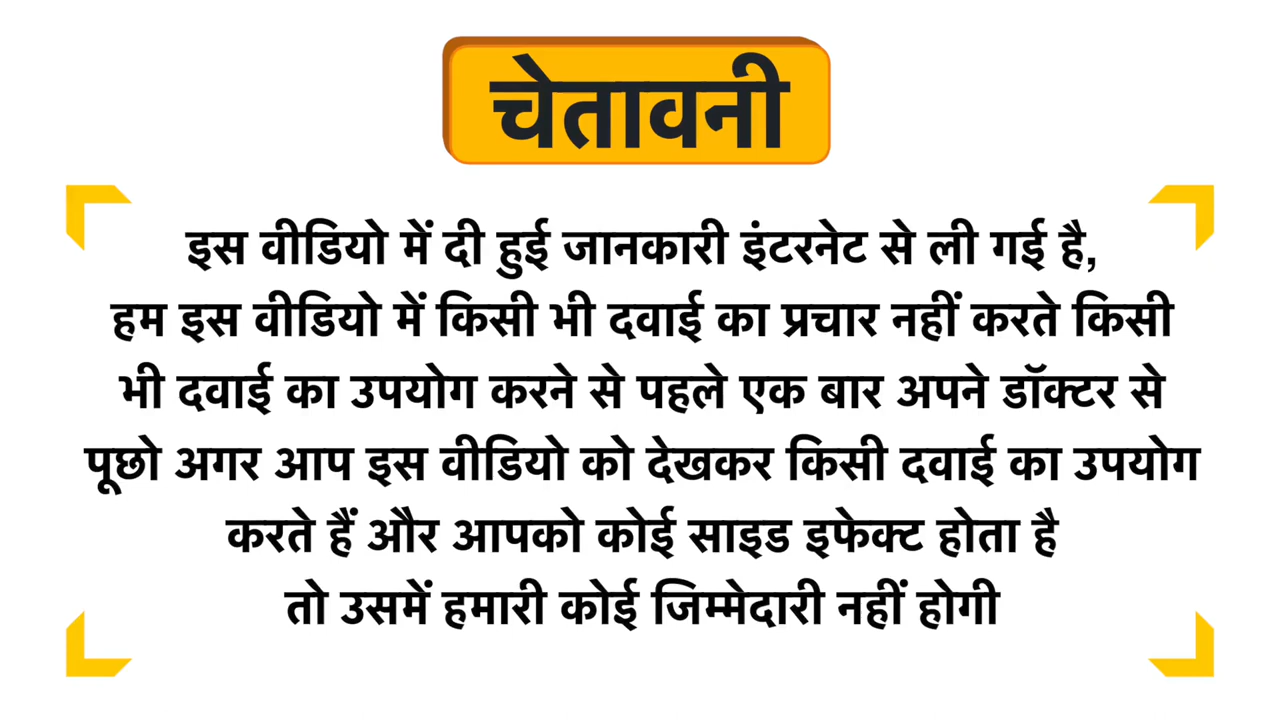 चेतावनी
इस वीडियो में दी हुई जानकारी इंटरनेट से ली गई है,
हम इस वीडियो में किसी भी दवाई का प्रचार नहीं करते किसी
भी दवाई का उपयोग करने से पहले एक बार अपने डॉक्टर से
पूछो अगर आप इस वीडियो को देखकर किसी दवाई का उपयोग
करते हैं और आपको कोई साइड इफेक्ट होता है
तो उसमें हमारी कोई जिम्मेदारी नहीं होगी